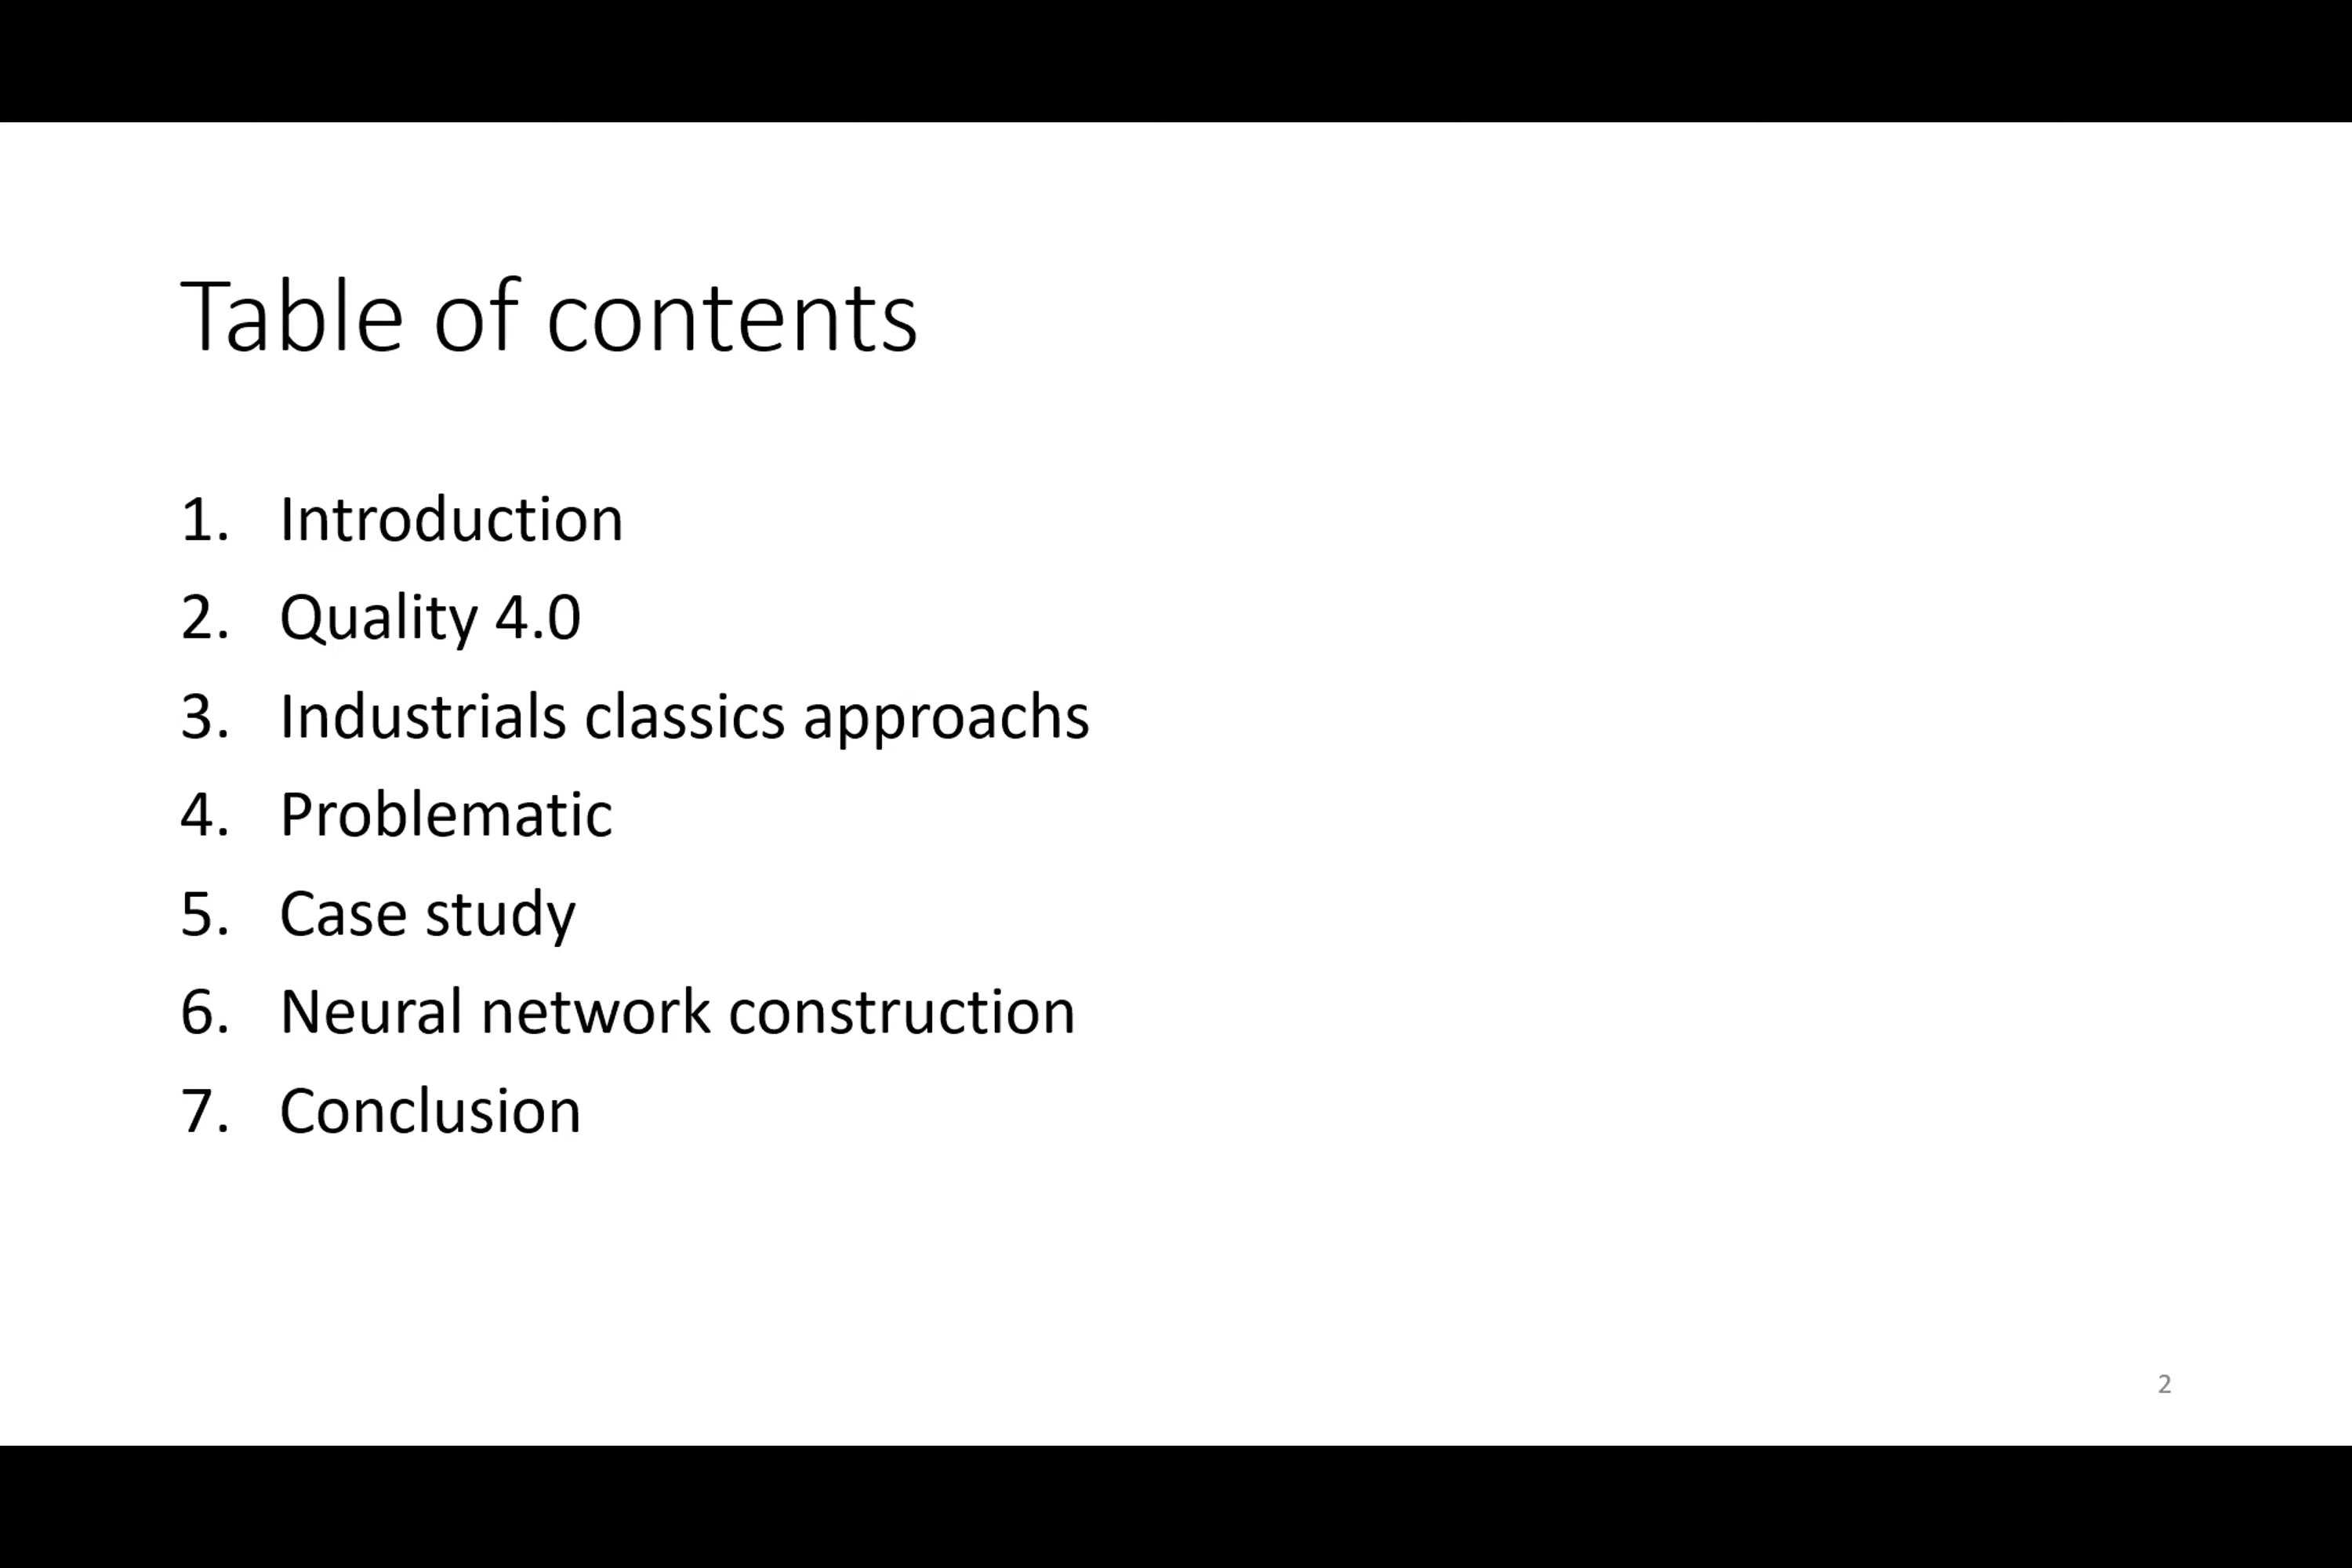 Table of contents
1. Introduction
2. Quality 4.0
3. Industrials classics approachs
4. Problematic
5. Case study
6. Neural network construction
7. Conclusion
2